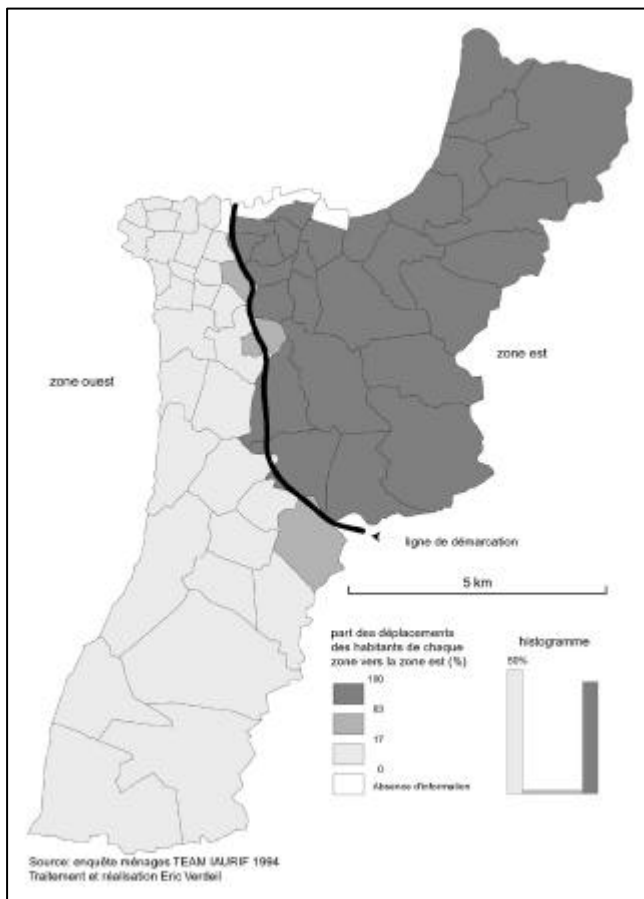 zone ouest
zone est
ligne de démarcation
5 km
part des déplacements
des habitants de chaque
zone vers la zone est (%)
100
83
17
0
Absence d'information
histogramme
50%
Source: enquête ménages TEAM IAURIF 1994
Traitement et réalisation Eric Verdeil